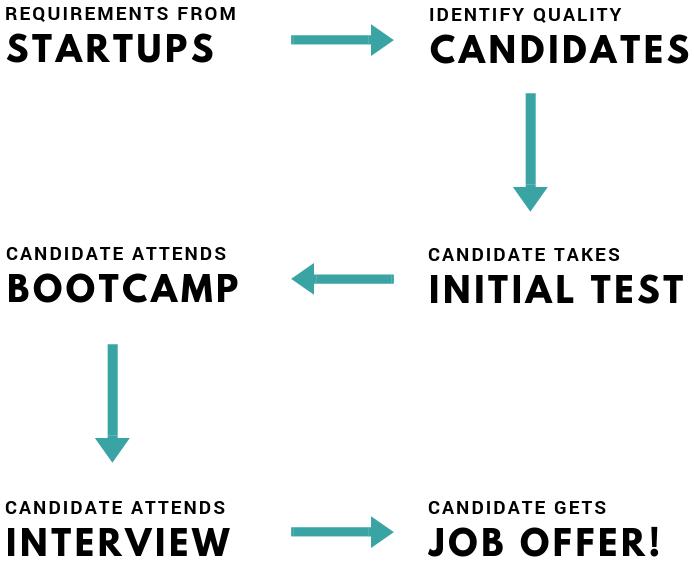 REQUIREMENTS FROM
STARTUPS
IDENTIFY QUALITY
CANDIDATES
CANDIDATE TAKES
INITIAL TEST
CANDIDATE ATTENDS
BOOTCAMP
CANDIDATE ATTENDS
INTERVIEW
CANDIDATE GETS
JOB OFFER!